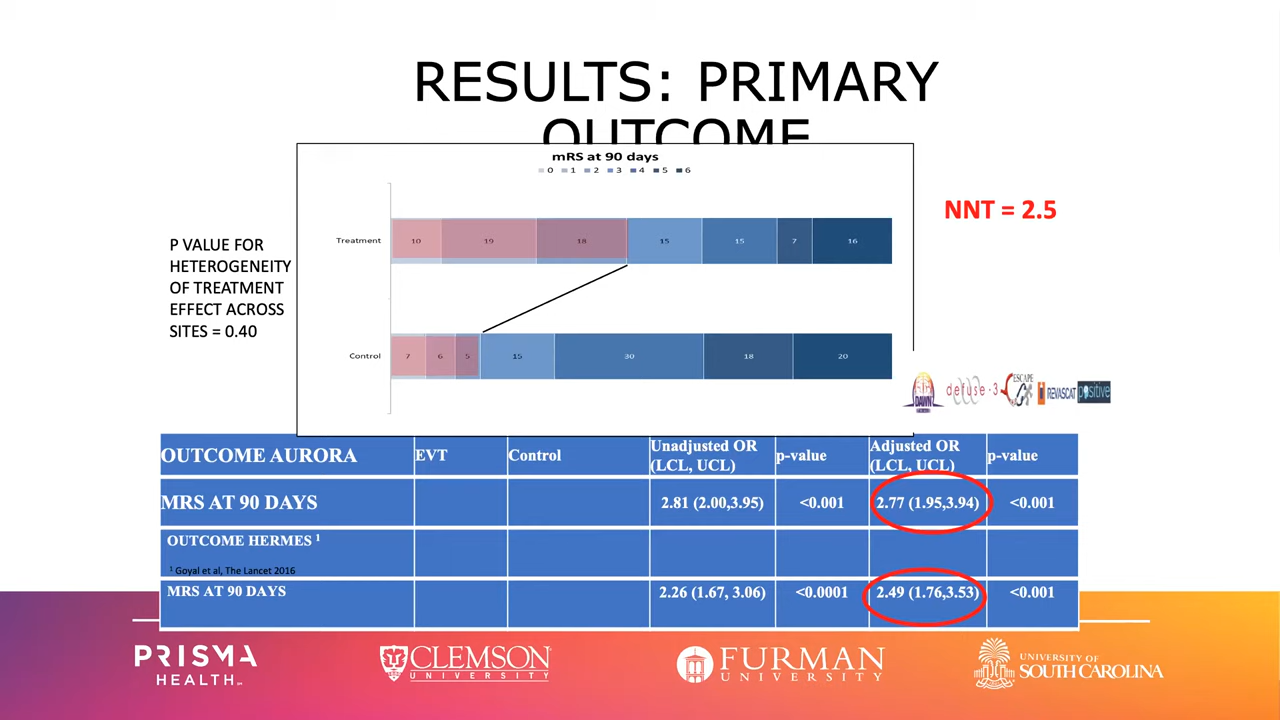 RESULTS: PRIMARY
OUTCOME
mRS at 90 days
0 1 2 3 4 5 6
NNT = 2.5
Treatment 10 19 18 15 15 7 16
P VALUE FOR
HETEROGENEITY
OF TREATMENT
EFFECT ACROSS
SITES = 0.40
Control 7 6 5 15 30 18 20
DAWN defuse-3 ESCAPE REVASCAT positive
OUTCOME AURORA EVT Control Unadjusted OR (LCL, UCL) p-value Adjusted OR (LCL, UCL) p-value
MRS AT 90 DAYS 2.81 (2.00,3.95) <0.001 2.77 (1.95,3.94) <0.001
OUTCOME HERMES 1
1 Goyal et al, The Lancet 2016
MRS AT 90 DAYS 2.26 (1.67, 3.06) <0.0001 2.49 (1.76,3.53) <0.001
PRISMA
HEALTH
CLEMSON
UNIVERSITY
FURMAN
UNIVERSITY
UNIVERSITY OF
SOUTH CAROLINA